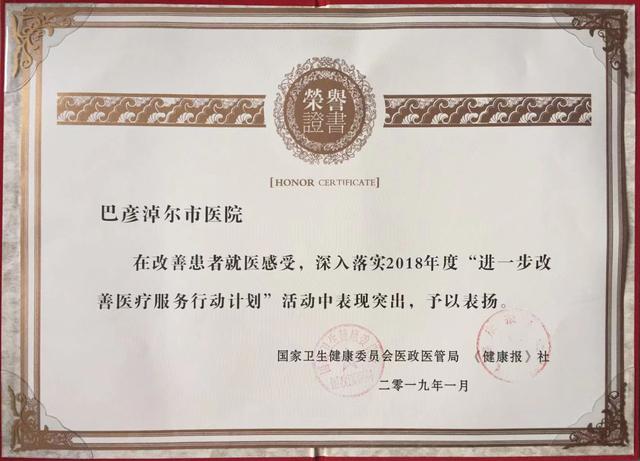 榮譽
證書
[HONOR CERTIFICATE]
巴彦淖尔市医院
在改善患者就医感受，深入落实2018年度“进一步改
善医疗服务行动计划”活动中表现突出，予以表扬。
国家卫生健康委员会医政医管局 《健康报》社
二零一九年一月